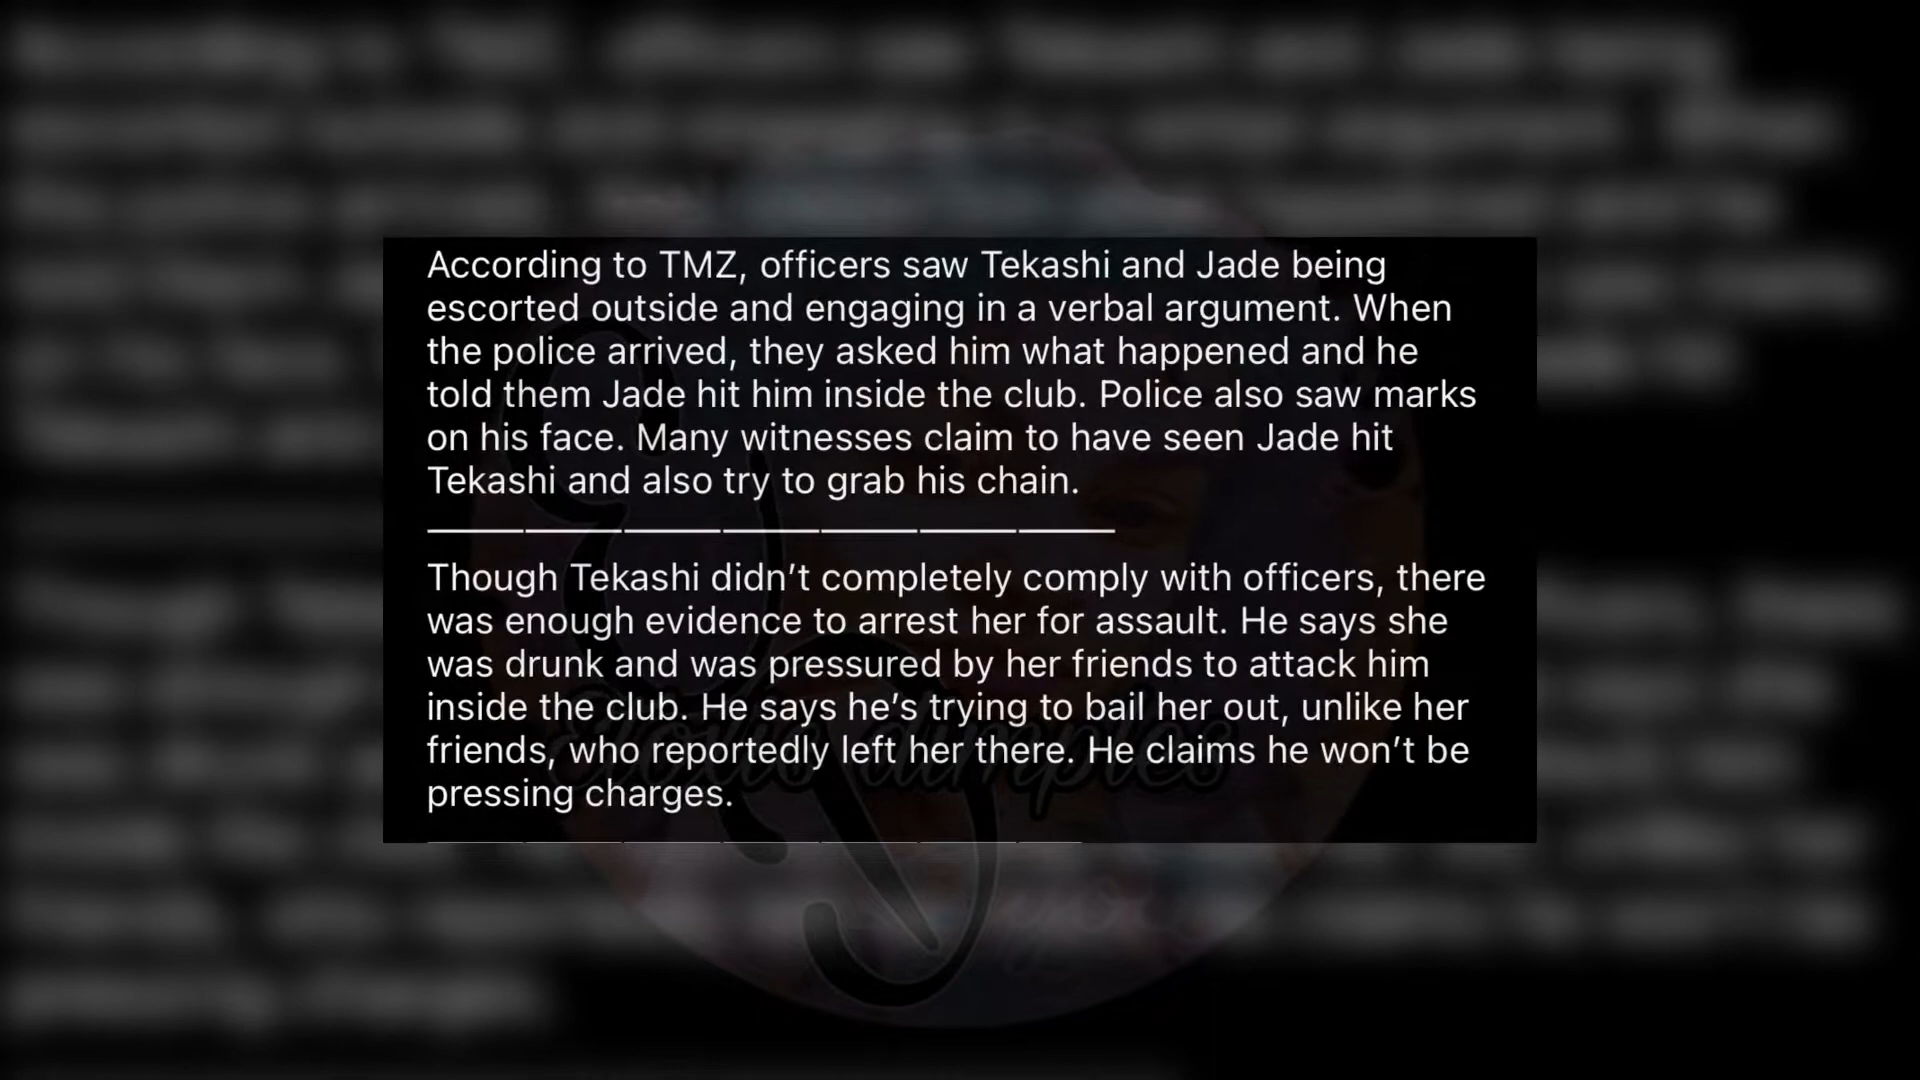 According to TMZ, officers saw Tekashi and Jade being
escorted outside and engaging in a verbal argument. When
the police arrived, they asked him what happened and he
told them Jade hit him inside the club. Police also saw marks
on his face. Many witnesses claim to have seen Jade hit
Tekashi and also try to grab his chain.
Though Tekashi didn’t completely comply with officers, there
was enough evidence to arrest her for assault. He says she
was drunk and was pressured by her friends to attack him
inside the club. He says he’s trying to bail her out, unlike her
friends, who reportedly left her there. He claims he won’t be
pressing charges.